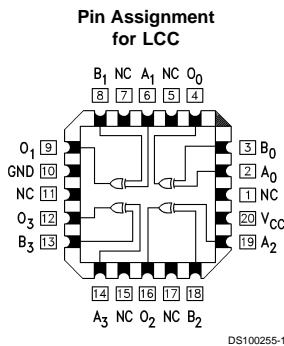 Pin Assignment
for LCC
B1 NC A1 NC O0
8 7 6 5 4
O1 9
GND 10
NC 11
O3 12
B3 13
3 B0
2 A0
1 NC
20 VCC
19 A2
14 15 16 17 18
A3 NC O2 NC B2
DS100255-1